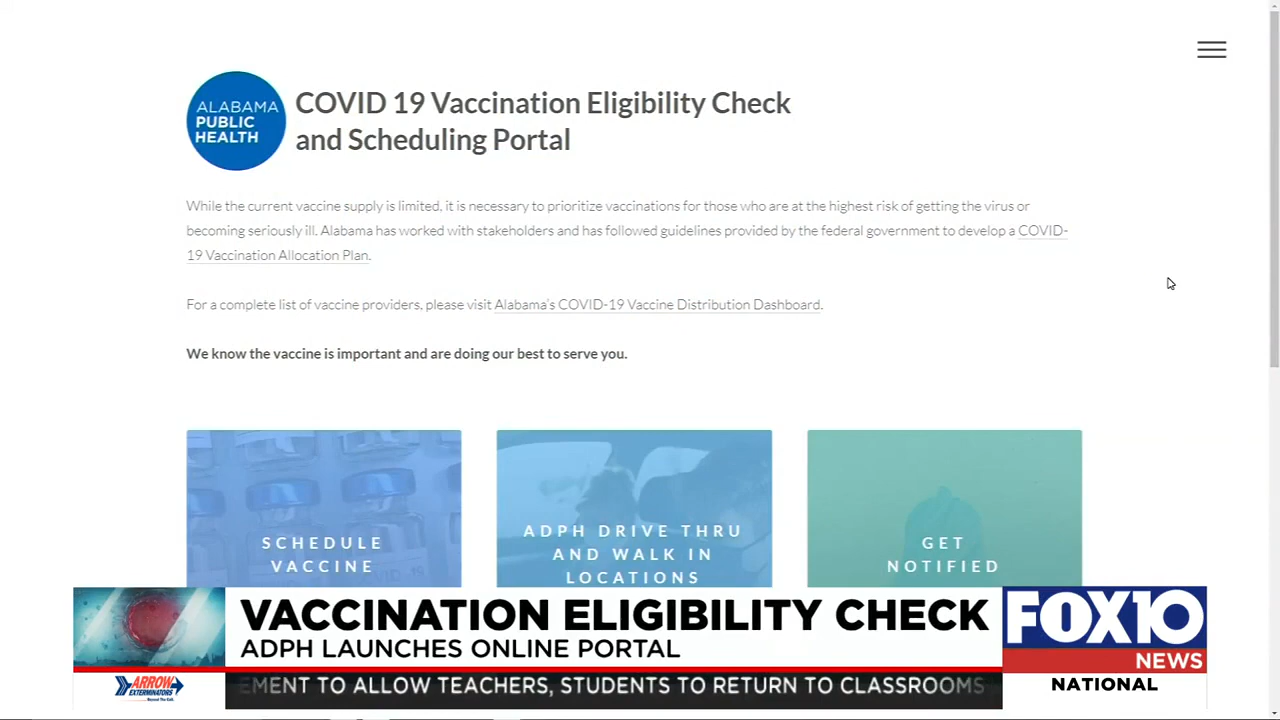 ALABAMA
PUBLIC
HEALTH
COVID 19 Vaccination Eligibility Check
and Scheduling Portal
While the current vaccine supply is limited, it is necessary to prioritize vaccinations for those who are at the highest risk of getting the virus or
becoming seriously ill. Alabama has worked with stakeholders and has followed guidelines provided by the federal government to develop a COVID-
19 Vaccination Allocation Plan.
For a complete list of vaccine providers, please visit Alabama's COVID-19 Vaccine Distribution Dashboard.
We know the vaccine is important and are doing our best to serve you.
SCHEDULE
VACCINE
ADPH DRIVE THRU
AND WALK IN
LOCATIONS
GET
NOTIFIED
VACCINATION ELIGIBILITY CHECK
ADPH LAUNCHES ONLINE PORTAL
FOX10
NEWS
ARROW
EXTERMINATORS
EMENT TO ALLOW TEACHERS, STUDENTS TO RETURN TO CLASSROOMS
NATIONAL